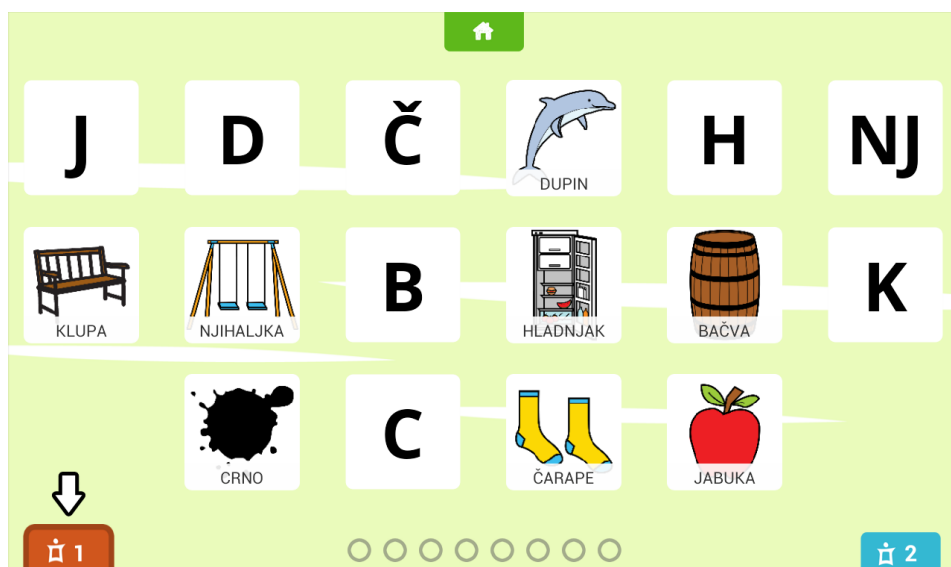 J D Č DUPIN H NJ
KLUPA NJIHALJKA B HLADNJAK BAČVA K
CRNO C ČARAPE JABUKA
1 2